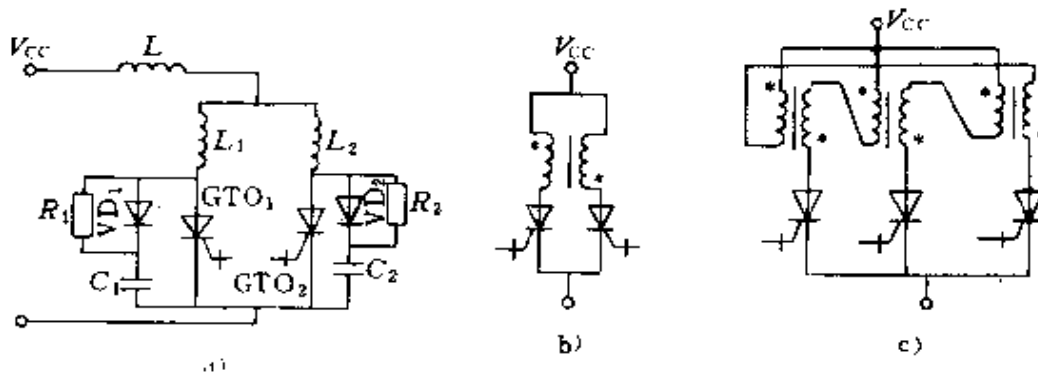 V_CC L
L_1 L_2
R_1 VD_1 GTO_1 VD_2 R_2
C_1 GTO_2 C_2
V_CC
b)
V_CC
c)